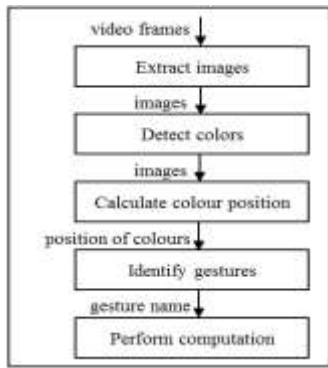 video frames
Extract images
images
Detect colors
images
Calculate colour position
position of colours
Identify gestures
gesture name
Perform computation